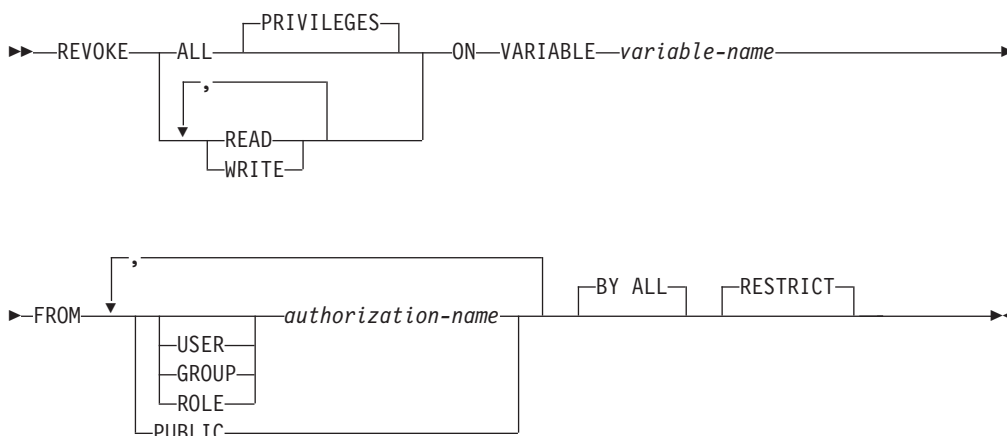 PRIVILEGES
REVOKE ALL ON VARIABLE variable-name
,
READ
WRITE
,
BY ALL RESTRICT
FROM authorization-name
USER
GROUP
ROLE
PUBLIC